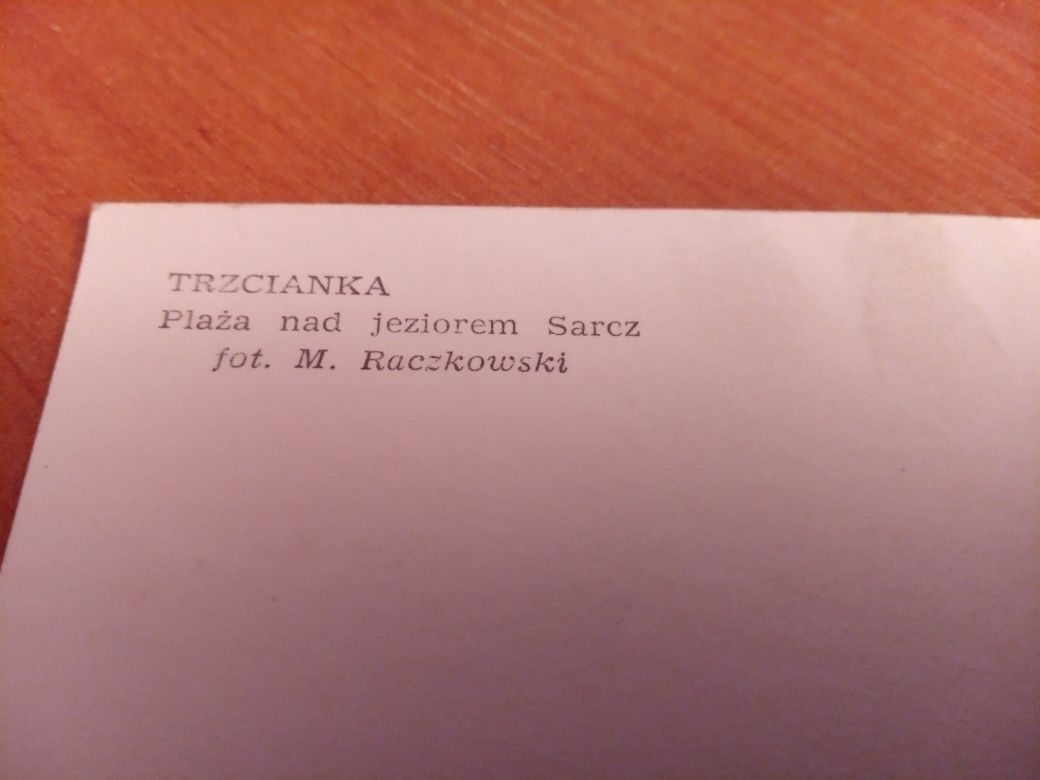 TRZCIANKA
Plaża nad jeziorem Sarcz
fot. M. Raczkowski